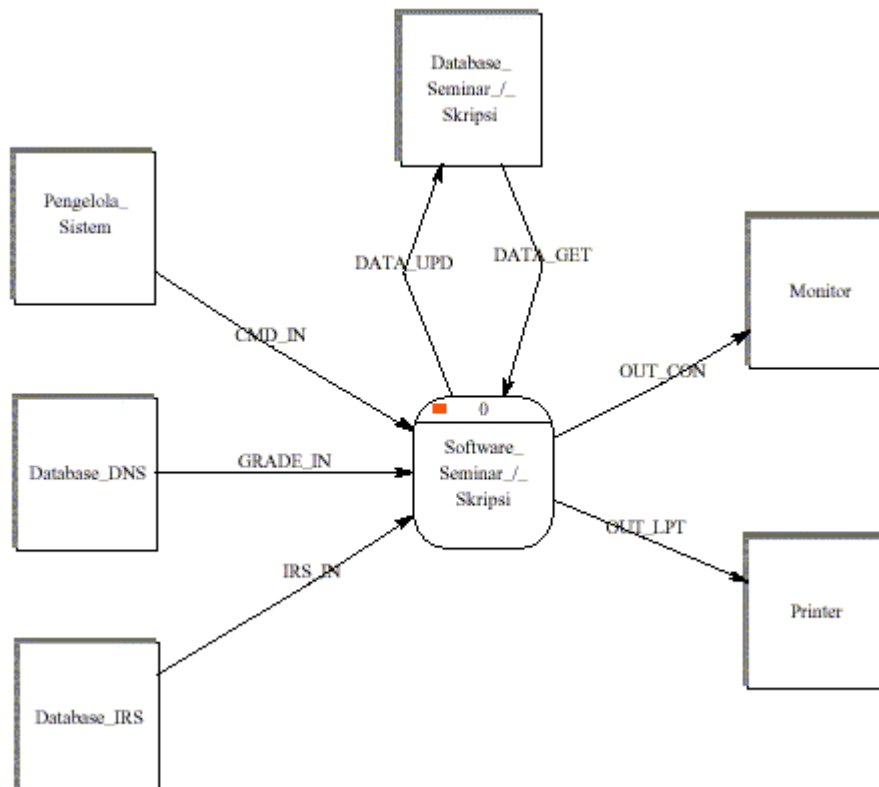 Database_
Seminar_/_
Skripsi
Pengelola_
Sistem
DATA_UPD
DATA_GET
Monitor
CMD_IN
OUT_CON
0
Software_
Seminar_/_
Skripsi
Database_DNS
GRADE_IN
OUT_LPT
IRS_IN
Printer
Database_IRS